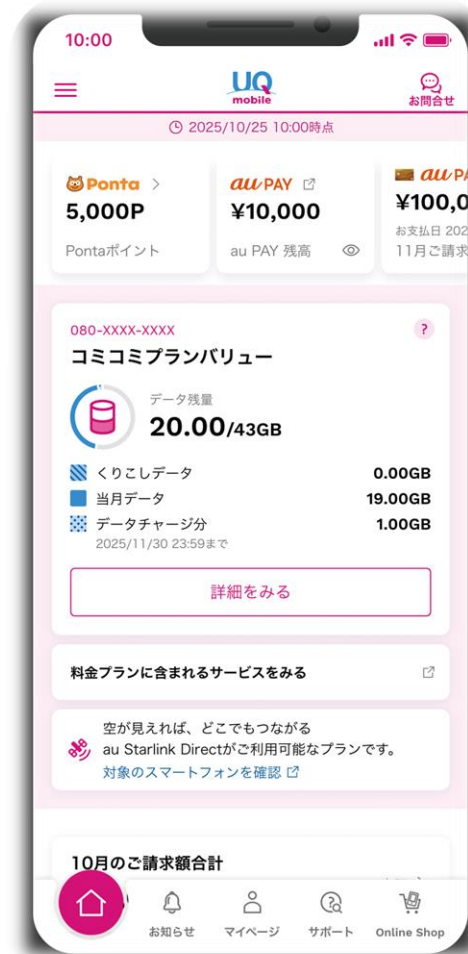 10:00
UQ
mobile
お問合せ
2025/10/25 10:00時点
Ponta
5,000P
Pontaポイント
au PAY
¥10,000
au PAY 残高
au PA
¥100,0
お支払日 202
11月ご請求
080-XXXX-XXXX
?
コミコミプランバリュー
データ残量
20.00/43GB
くりこしデータ 0.00GB
当月データ 19.00GB
データチャージ分 1.00GB
2025/11/30 23:59まで
詳細をみる
料金プランに含まれるサービスをみる
空が見えれば、どこでもつながる
au Starlink Directがご利用可能なプランです。
対象のスマートフォンを確認
10月のご請求額合計
お知らせ
マイページ
サポート
Online Shop